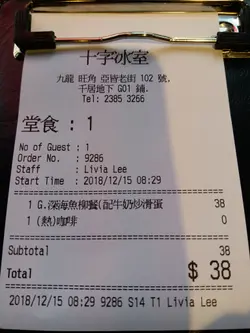 十字冰室
九龍 旺角 亞皆老街 102 號,
千居地下 G01 鋪.
Tel: 2385 3266
堂食 : 1
No of Guest : 1
Order No. : 9286
Staff : Livia Lee
Start Time : 2018/12/15 08:29
1 G.深海魚柳餐(配牛奶炒滑蛋 38
1 (熱)咖啡 0
Subtotal 38
Total $ 38
2018/12/15 08:29 9286 S14 T1 Livia Lee